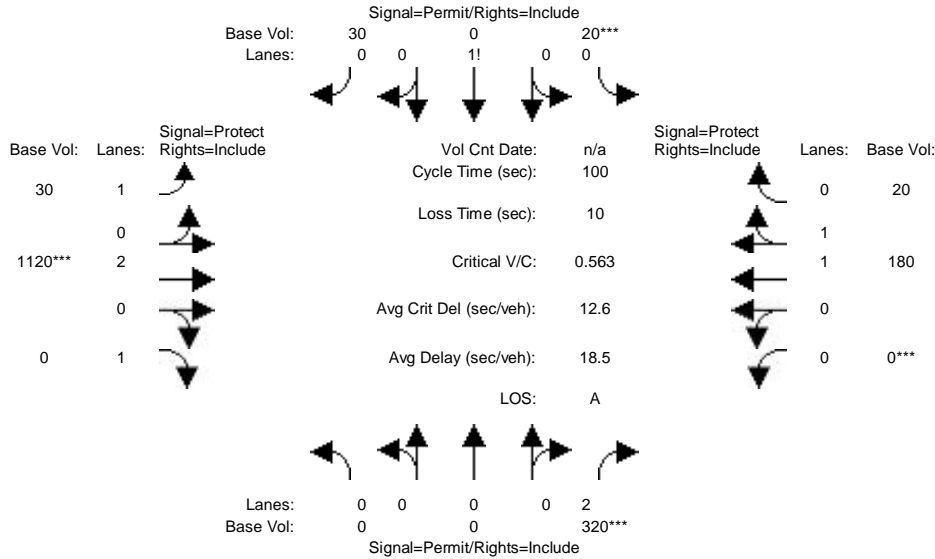 Signal=Permit/Rights=Include
Base Vol: 30 0 20***
Lanes: 0 0 1! 0 0
Signal=Protect
Rights=Include
Base Vol: Lanes:
30 1
0
1120*** 2
0
0 1
Vol Cnt Date: n/a
Cycle Time (sec): 100
Loss Time (sec): 10
Critical V/C: 0.563
Avg Crit Del (sec/veh): 12.6
Avg Delay (sec/veh): 18.5
LOS: A
Signal=Protect
Rights=Include
Lanes: Base Vol:
0 20
1
1 180
0
0 0***
Lanes: 0 0 0 0 2
Base Vol: 0 0 320***
Signal=Permit/Rights=Include